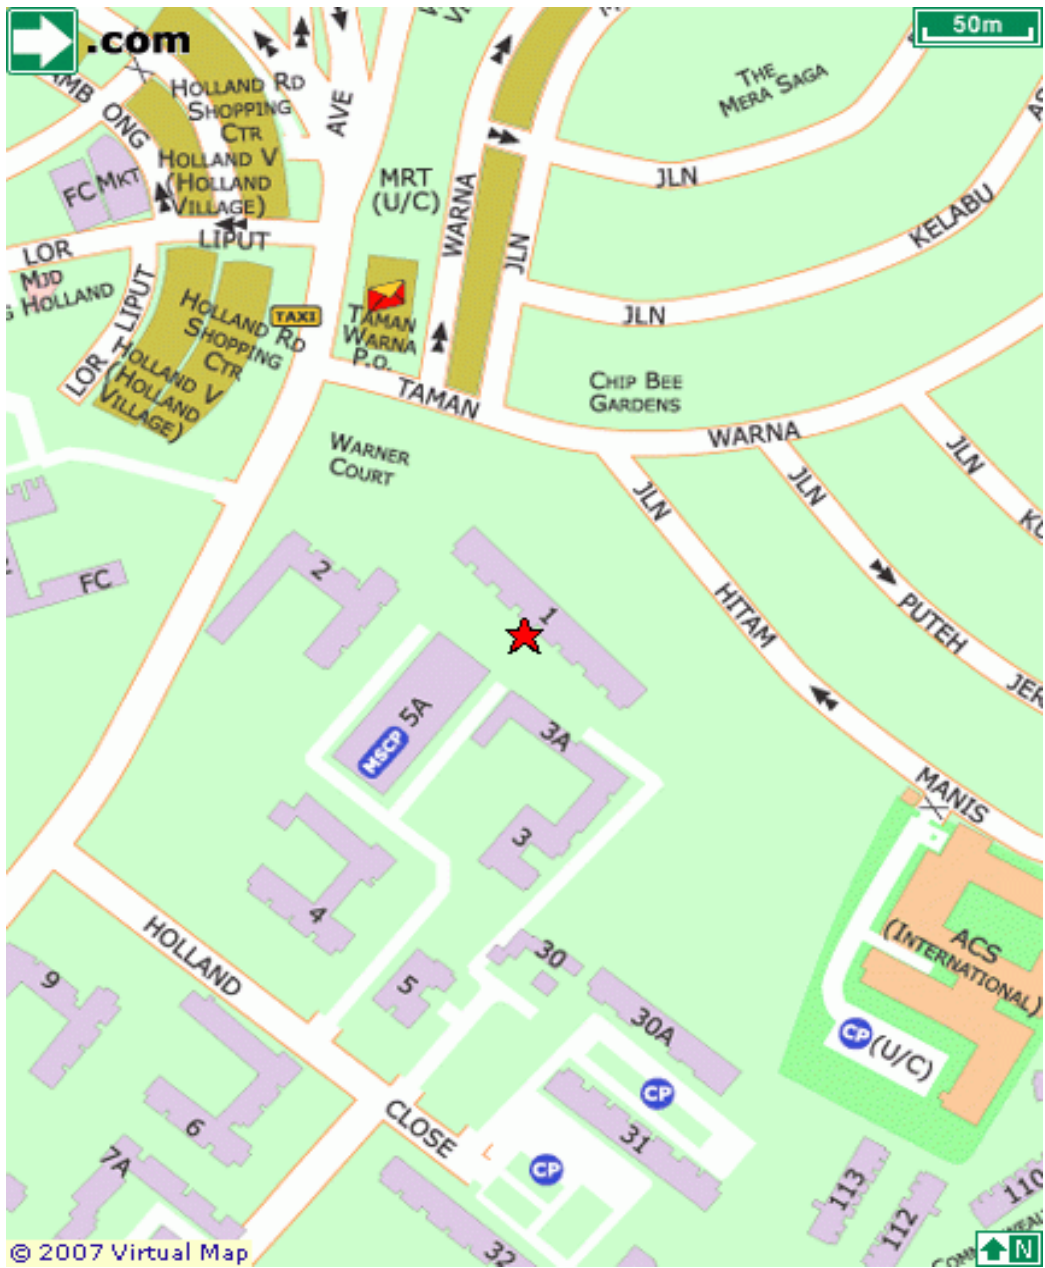 .com
50m
AMB
ONG
HOLLAND RD
SHOPPING
CTR
HOLLAND V
(HOLLAND
VILLAGE)
AVE
THE
MERA SAGA
FC
MKT
MRT
(U/C)
WARNA
JLN
JLN
KELABU
LOR
LIPUT
MJD
G HOLLAND
LOR LIPUT
HOLLAND RD
SHOPPING
CTR
HOLLAND V
(HOLLAND
VILLAGE)
TAXI
TAMAN
WARNA
P.O.
JLN
TAMAN
CHIP BEE
GARDENS
WARNA
WARNER
COURT
JLN
JLN
JLN
KU
FC
2
1
HITAM
PUTEH
JER
5A
MSCP
3A
3
MANIS
4
ACS
(INTERNATIONAL)
HOLLAND
9
5
30
30A
CP (U/C)
CP
6
CLOSE
31
7A
CP
113
112
110
32
© 2007 Virtual Map
N